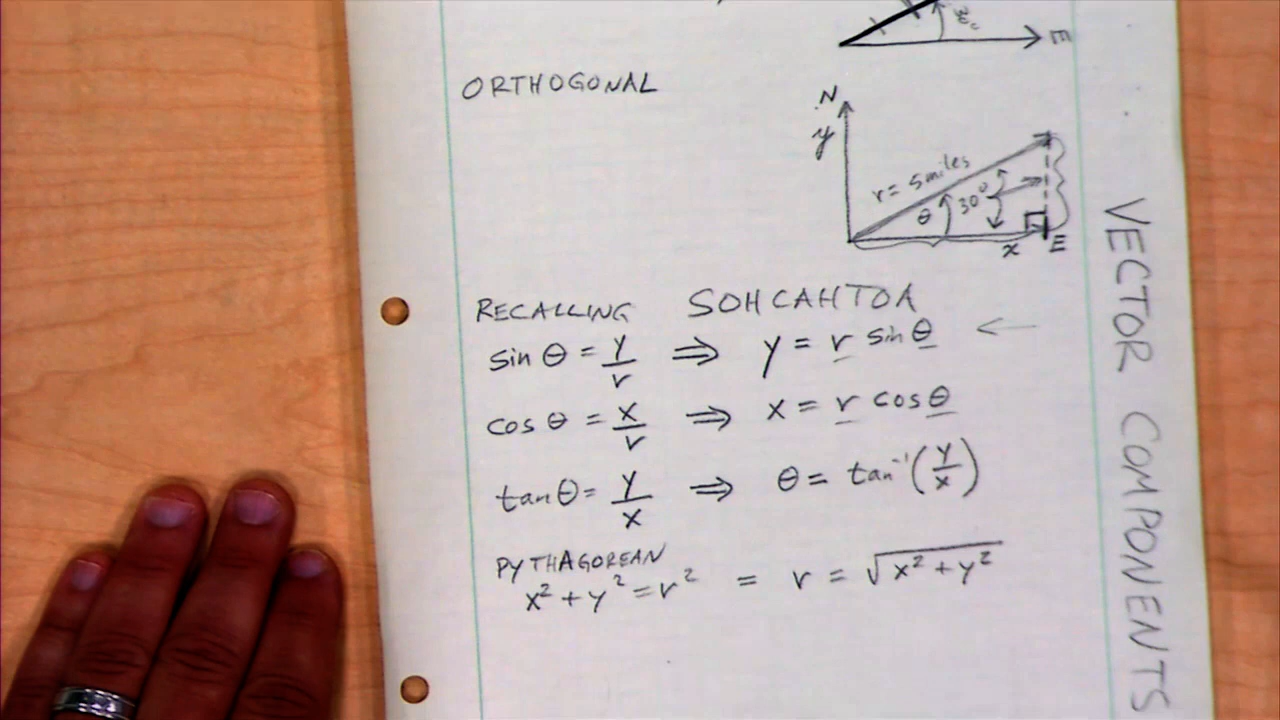 30°
E
ORTHOGONAL
N
y
r = 5 miles
θ
30°
x
E
RECALLING SOHCAHTOA
sin θ = y/r ⇒ y = r sin θ ←
cos θ = x/r ⇒ x = r cos θ
tan θ = y/x ⇒ θ = tan⁻¹(y/x)
PYTHAGOREAN
x² + y² = r² = r = √(x² + y²)
VECTOR COMPONENTS